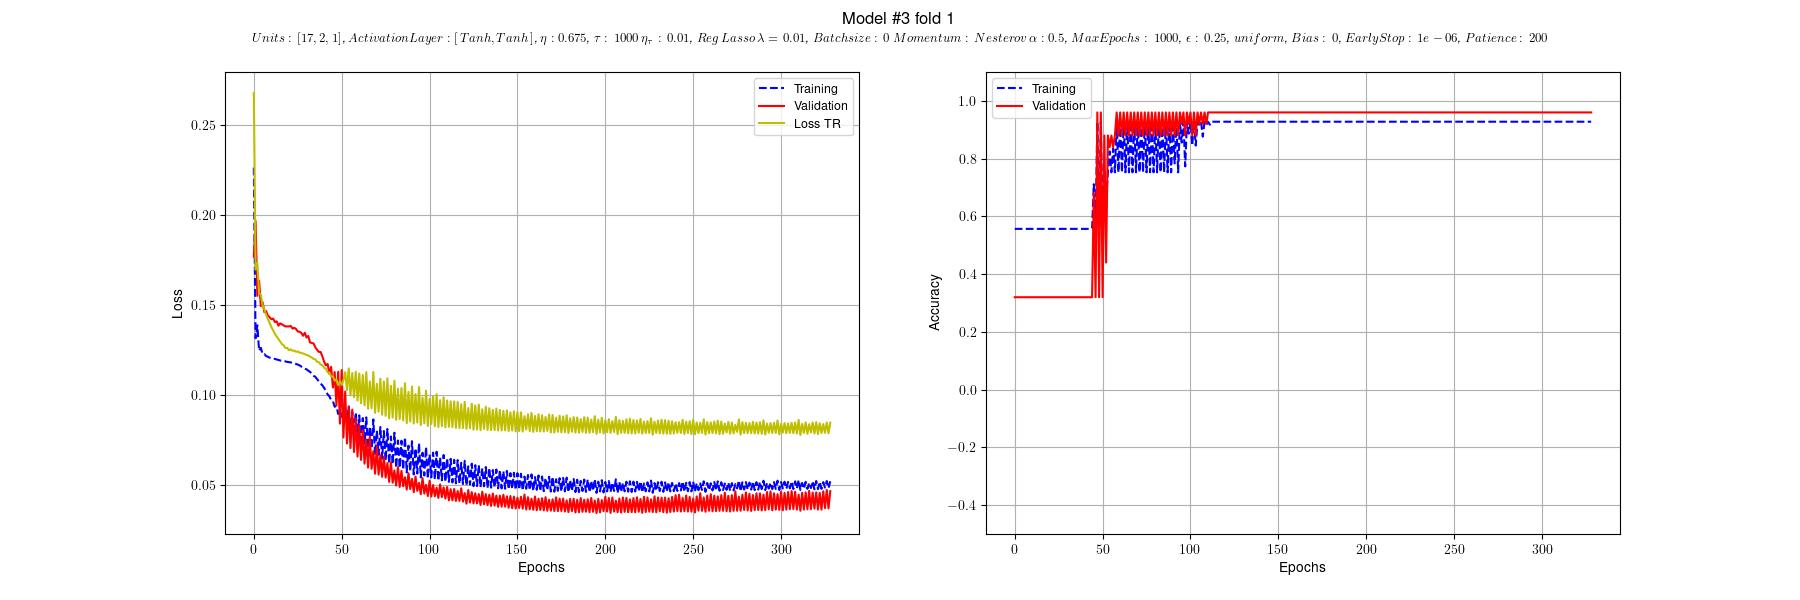 Model #3 fold 1
Units : [17, 2, 1], ActivationLayer : [Tanh, Tanh], η : 0.675, τ : 1000 η_τ : 0.01, Reg Lasso λ = 0.01, Batchsize : 0 Momentum : Nesterov α : 0.5, MaxEpochs : 1000, ϵ : 0.25, uniform, Bias : 0, EarlyStop : 1e − 06, Patience : 200
Loss
0.25
0.20
0.15
0.10
0.05
Training
Validation
Loss TR
0 50 100 150 200 250 300
Epochs
Accuracy
1.0
0.8
0.6
0.4
0.2
0.0
−0.2
−0.4
Training
Validation
0 50 100 150 200 250 300
Epochs